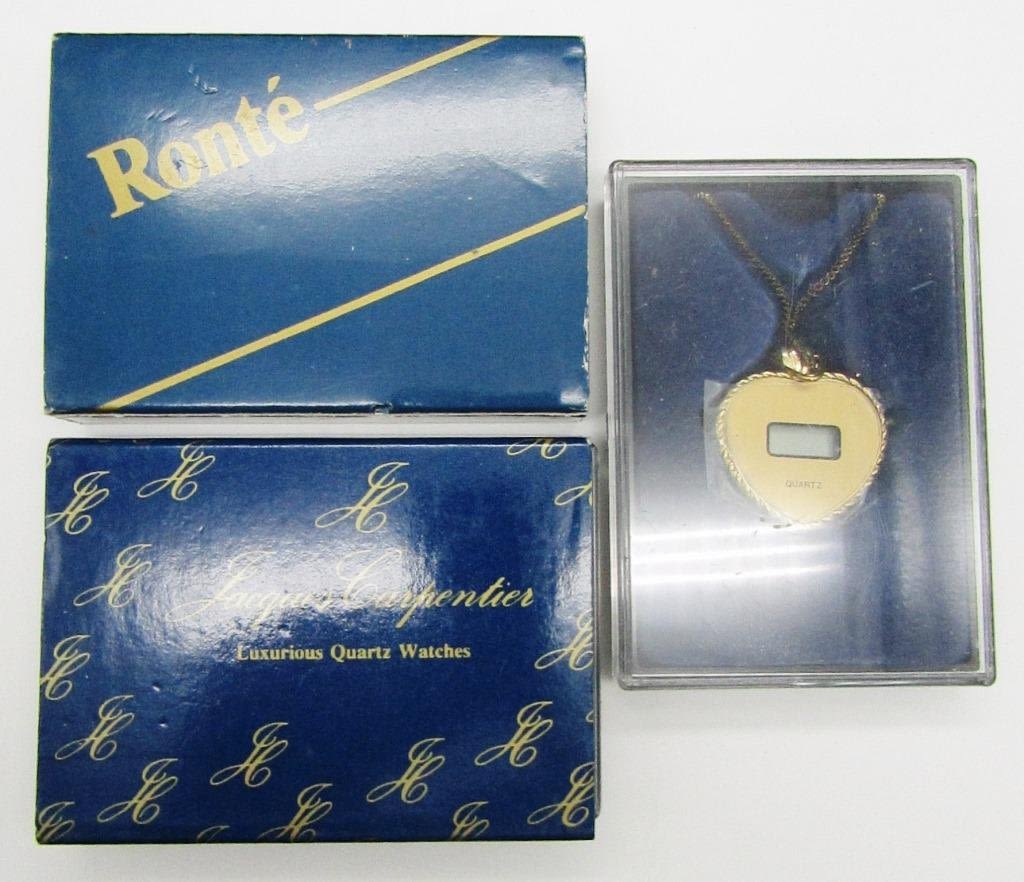 Ronté
Jacques Carpentier
Luxurious Quartz Watches
QUARTZ